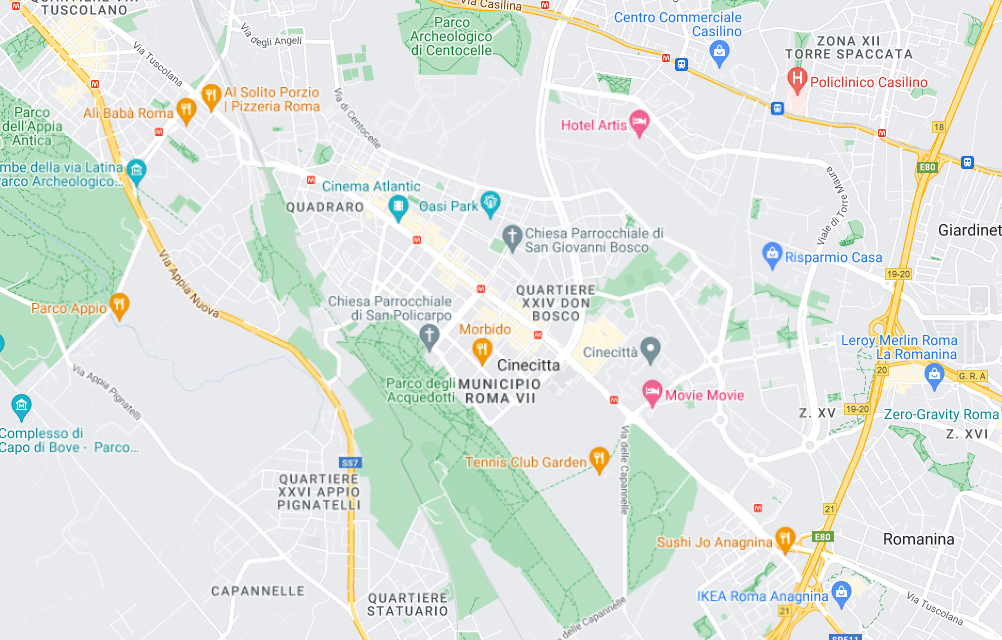 QUARTIERE VIA
TUSCOLANO
Via Casilina
Parco
Archeologico
di Centocelle
Centro Commerciale
Casilino
ZONA XII
TORRE SPACCATA
Via degli Angeli
Via Tuscolana
Policlinico Casilino
H
Al Solito Porzio
| Pizzeria Roma
Alì Babà Roma
Via di Centocelle
Hotel Artis
Parco
dell'Appia
Antica
18
E80
mbe della via Latina
arco Archeologico...
Cinema Atlantic
QUADRARO
Oasi Park
Viale di Torre Maura
Chiesa Parrocchiale di
San Giovanni Bosco
Giardinet
Via Appia Nuova
Risparmio Casa
19-20
QUARTIERE
XXIV DON
BOSCO
Chiesa Parrocchiale
di San Policarpo
Parco Appio
Morbido
Cinecittà
Leroy Merlin Roma
La Romanina
Cinecitta
20
G. R. A
Via Appia Pignatelli
Parco degli
Acquedotti
MUNICIPIO
ROMA VII
Movie Movie
Z. XV
19-20
Zero-Gravity Roma
Complesso di
Capo di Bove - Parco...
Z. XVI
Via delle Capannelle
SS7
Tennis Club Garden
QUARTIERE
XXVI APPIO
PIGNATELLI
21
E80
Sushi Jo Anagnina
Romanina
CAPANNELLE
QUARTIERE
STATUARIO
Via delle Capannelle
IKEA Roma Anagnina
Via Tuscolana
21
SP511